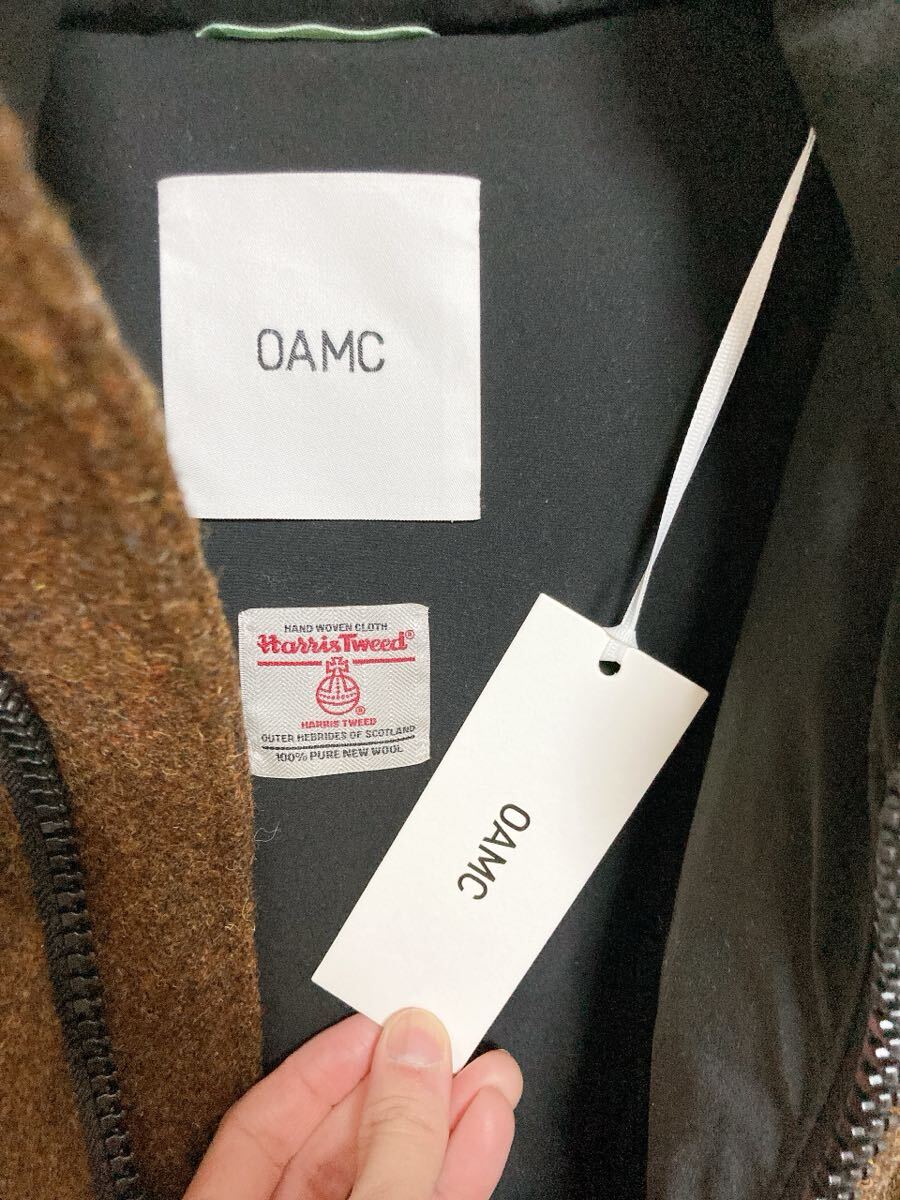 OAMC
HAND WOVEN CLOTH
Harris Tweed®
®
HARRIS TWEED
OUTER HEBRIDES OF SCOTLAND
100% PURE NEW WOOL
OAMC